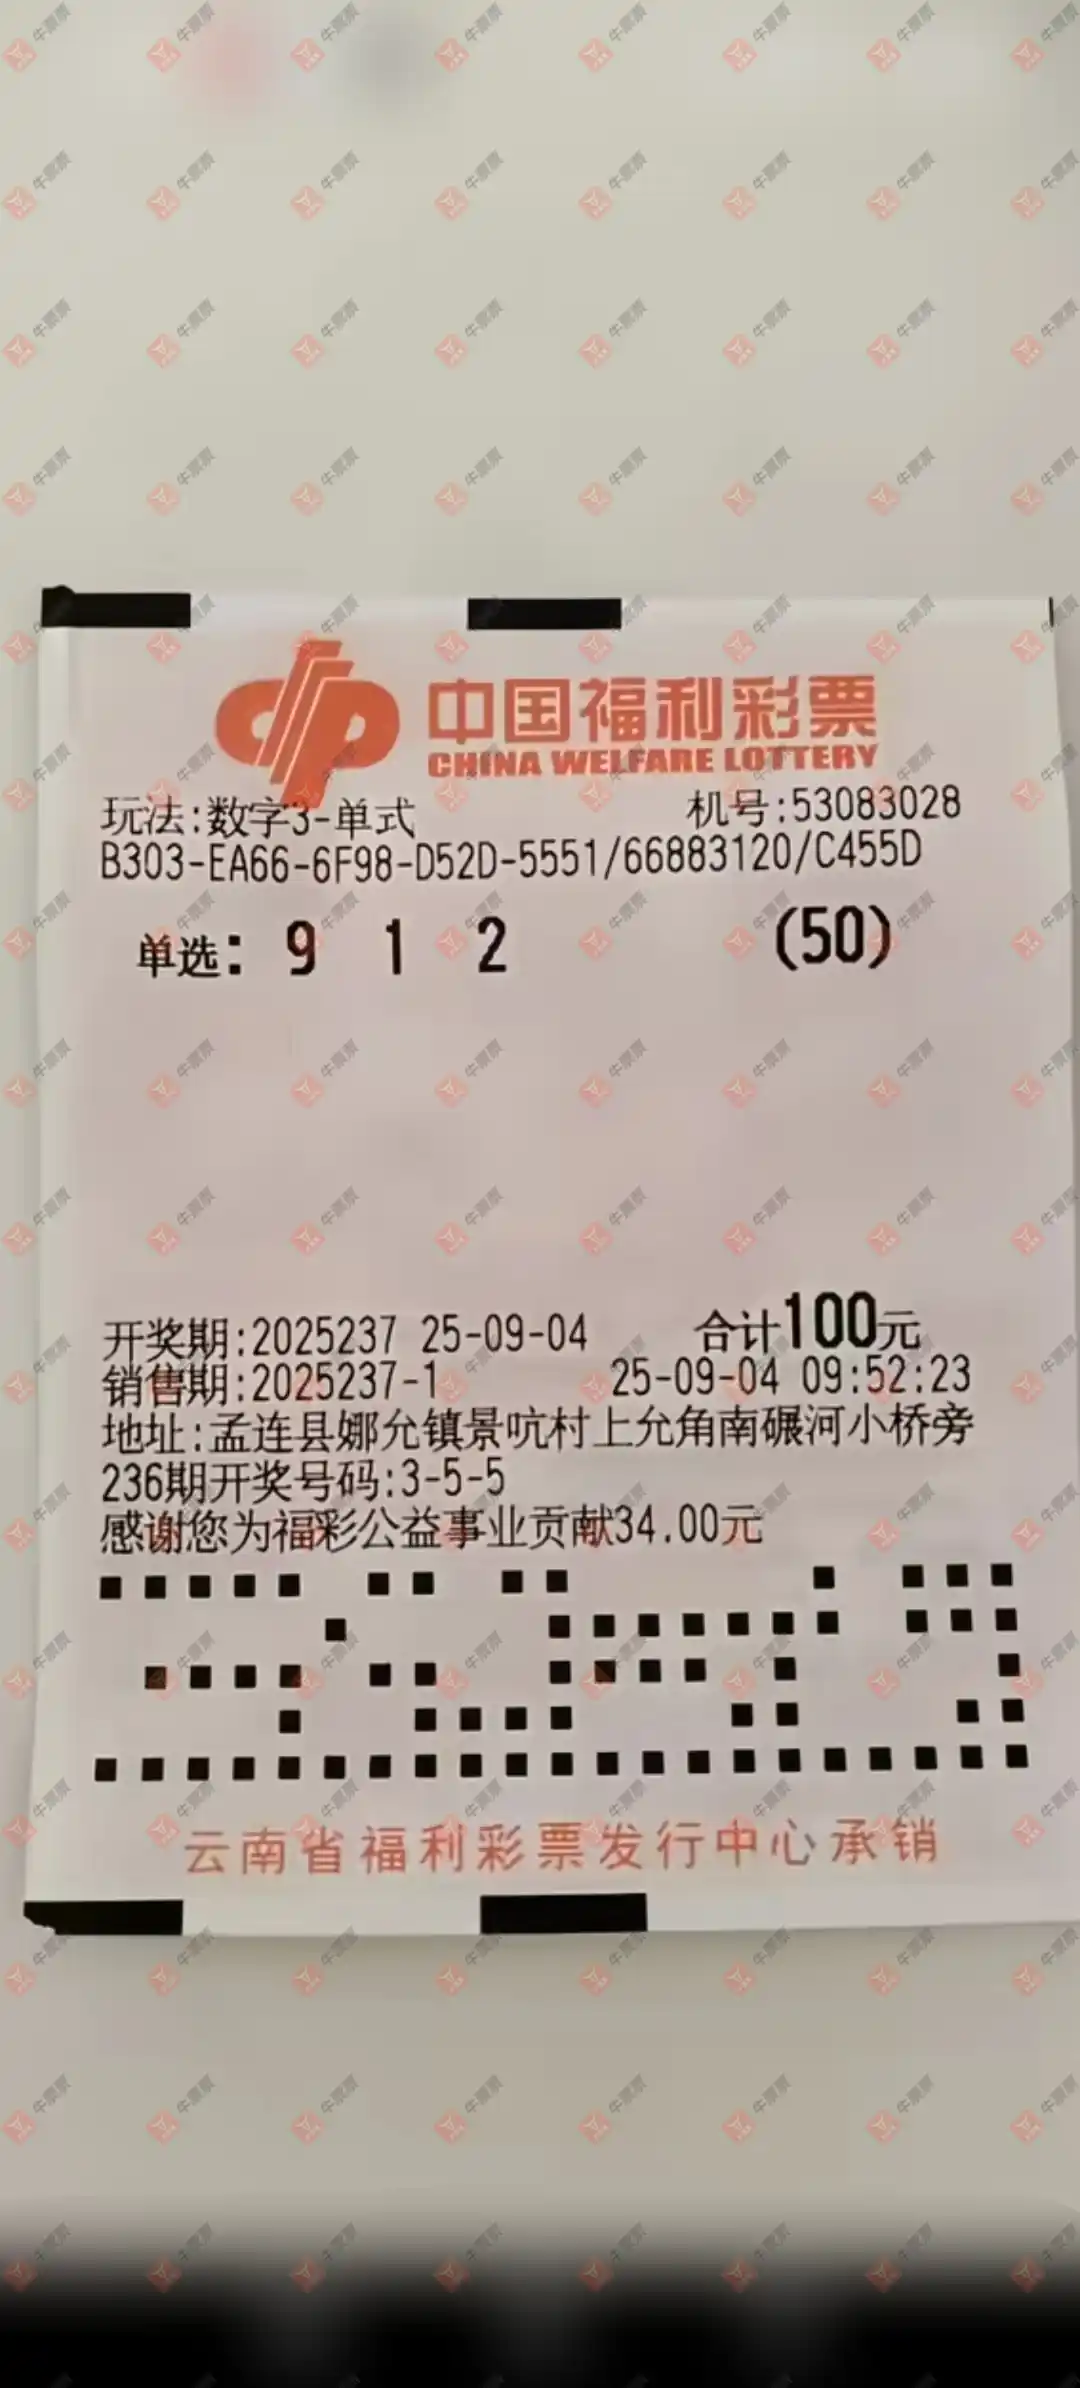 中国福利彩票
CHINA WELFARE LOTTERY
玩法:数字3-单式 机号:53083028
B303-EA66-6F98-D52D-5551/66883120/C455D
单选: 9 1 2 (50)
开奖期:2025237 25-09-04 合计100元
销售期:2025237-1 25-09-04 09:52:23
地址:孟连县娜允镇景吭村上允角南碾河小桥旁
236期开奖号码:3-5-5
感谢您为福彩公益事业贡献34.00元
云南省福利彩票发行中心承销
牛票票